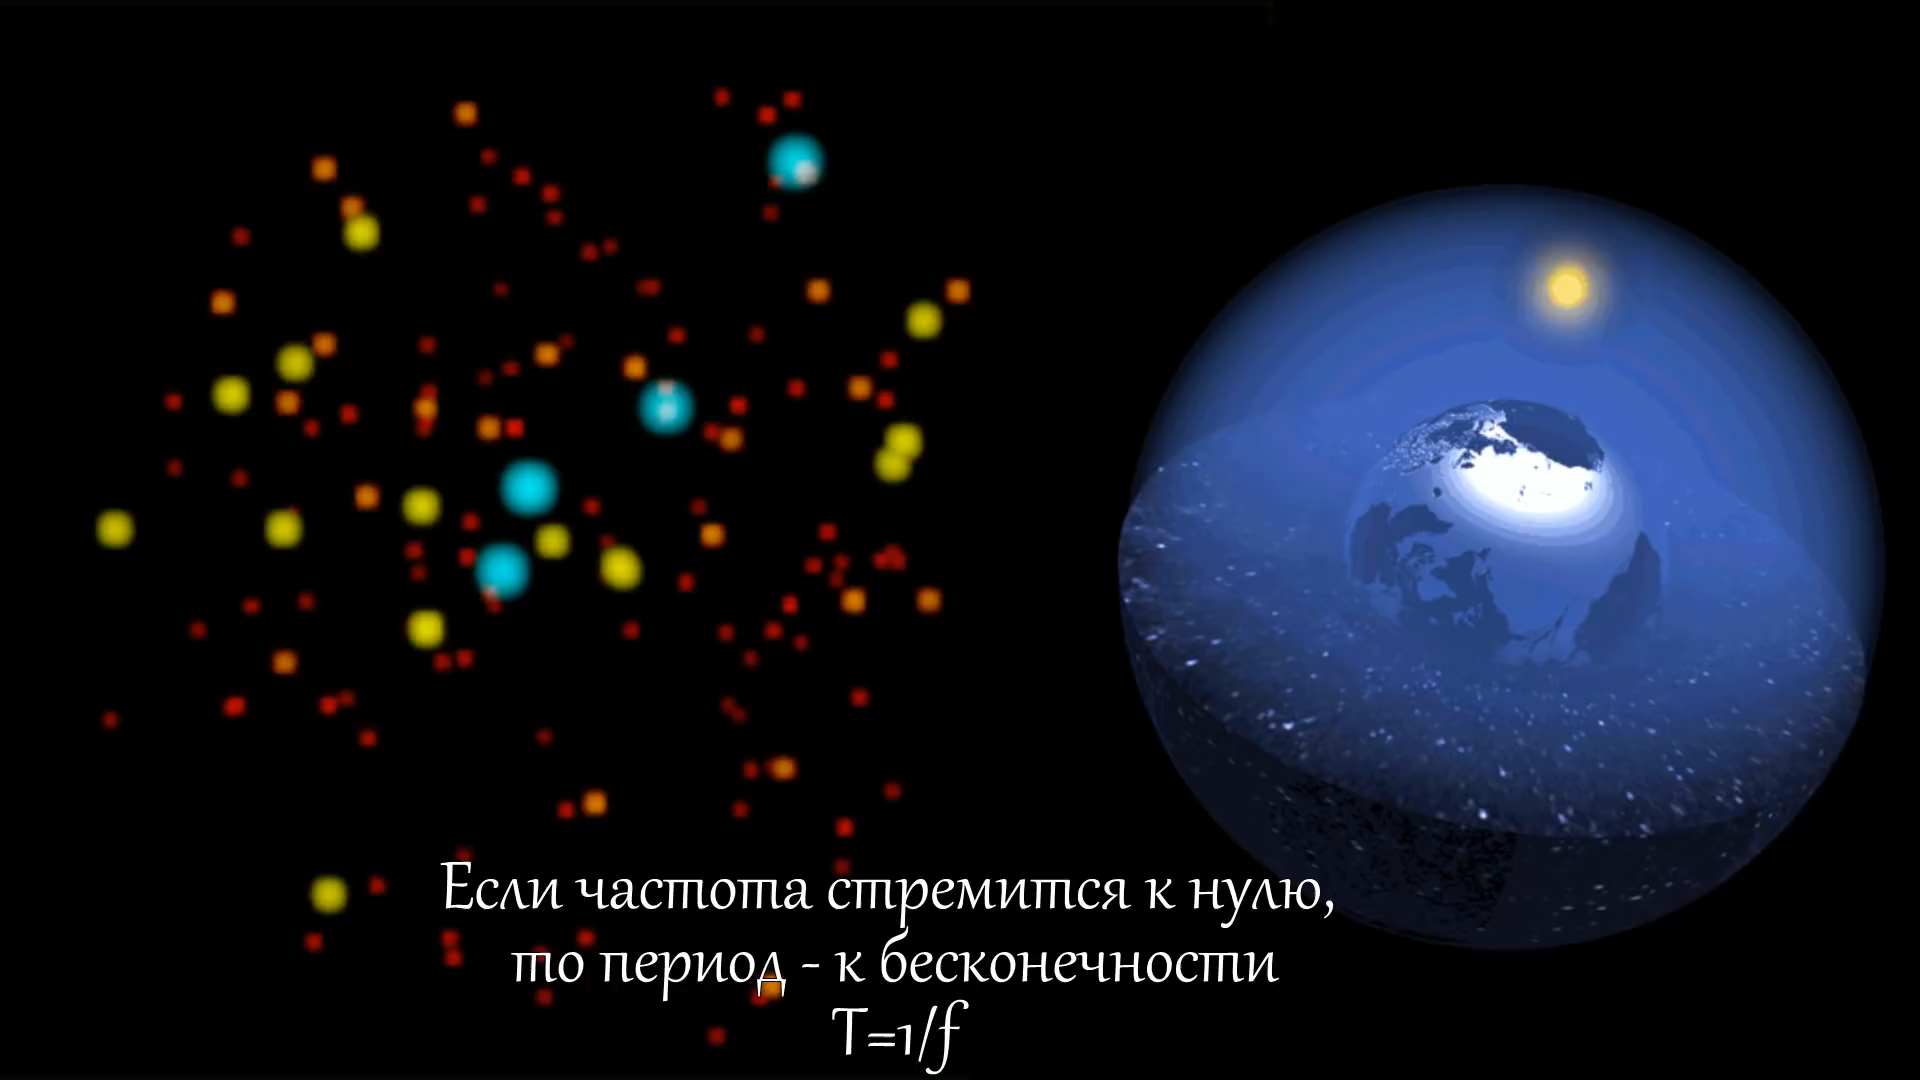 Если частота стремится к нулю,
то период - к бесконечности
T=1/f